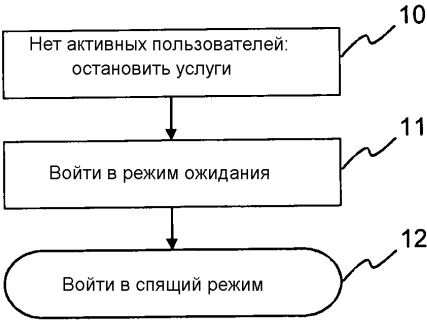 10
Нет активных пользователей:
остановить услуги
11
Войти в режим ожидания
12
Войти в спящий режим